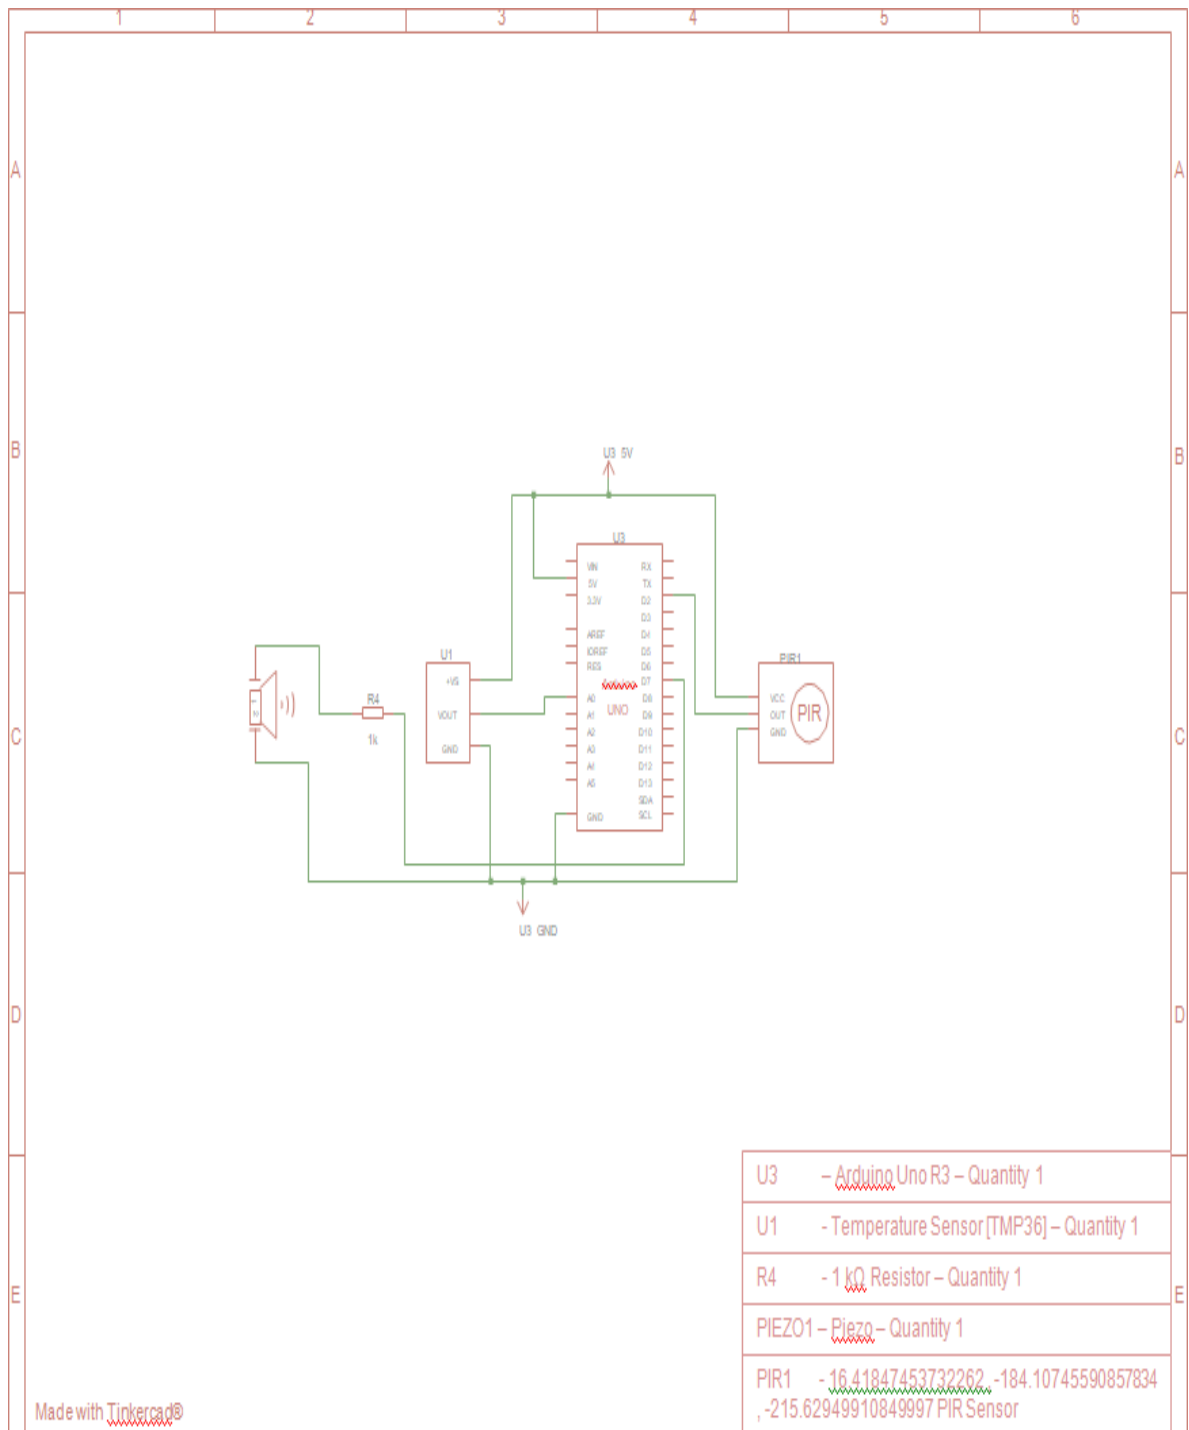 1 2 3 4 5 6
A A
U3 5V
B B
U3
VIN RX
5V TX
3.3V D2
D3
AREF D4
IOREF D5
RES D6
D7
U1
+VS
VOUT
GND
PIR1
VCC
OUT
GND
PIR
R4
1k
A0 D8
UNO
A1 D9
A2 D10
A3 D11
A4 D12
A5 D13
SDA
GND SCL
C C
U3 GND
D D
E E
U3 – Arduino Uno R3 – Quantity 1
U1 - Temperature Sensor [TMP36] – Quantity 1
R4 - 1 kΩ Resistor – Quantity 1
PIEZO1 – Piezo – Quantity 1
PIR1 - 16.41847453732262 , -184.10745590857834
, -215.62949910849997 PIR Sensor
Made with Tinkercad®